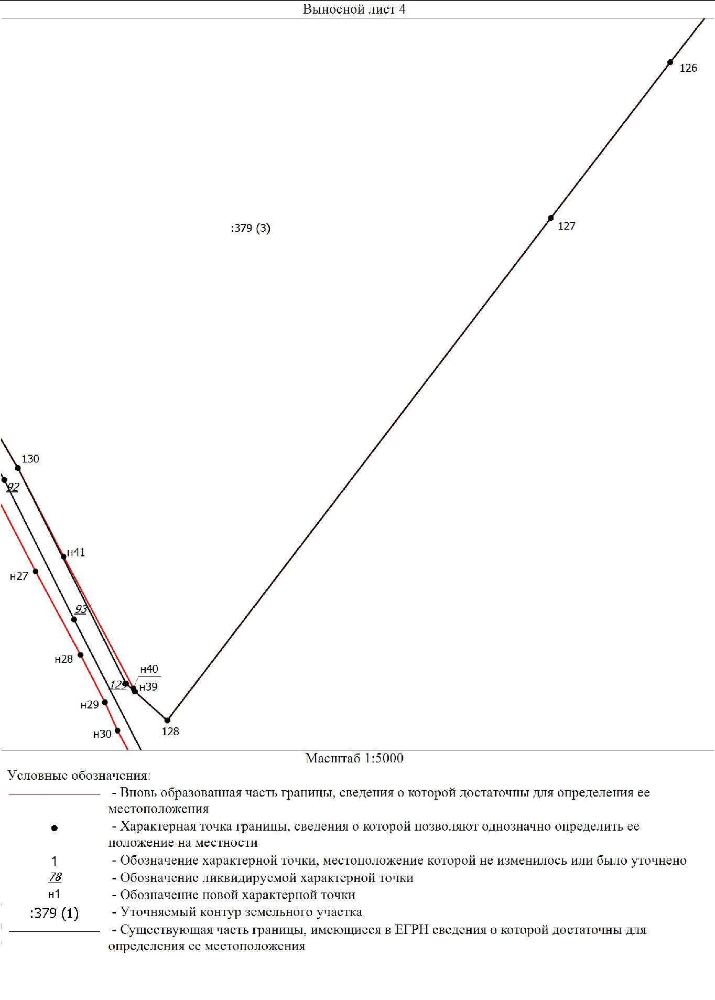 Выносной лист 4
126
127
:379 (3)
130
92
н41
н27
93
н28
н40
129
н39
н29
128
н30
Масштаб 1:5000
Условные обозначения:
- Вновь образованная часть границы, сведения о которой достаточны для определения ее
местоположения
- Характерная точка границы, сведения о которой позволяют однозначно определить ее
положение на местности
1 - Обозначение характерной точки, местоположение которой не изменилось или было уточнено
78 - Обозначение ликвидируемой характерной точки
н1 - Обозначение новой характерной точки
:379 (1) - Уточняемый контур земельного участка
- Существующая часть границы, имеющиеся в ЕГРН сведения о которой достаточны для
определения ее местоположения